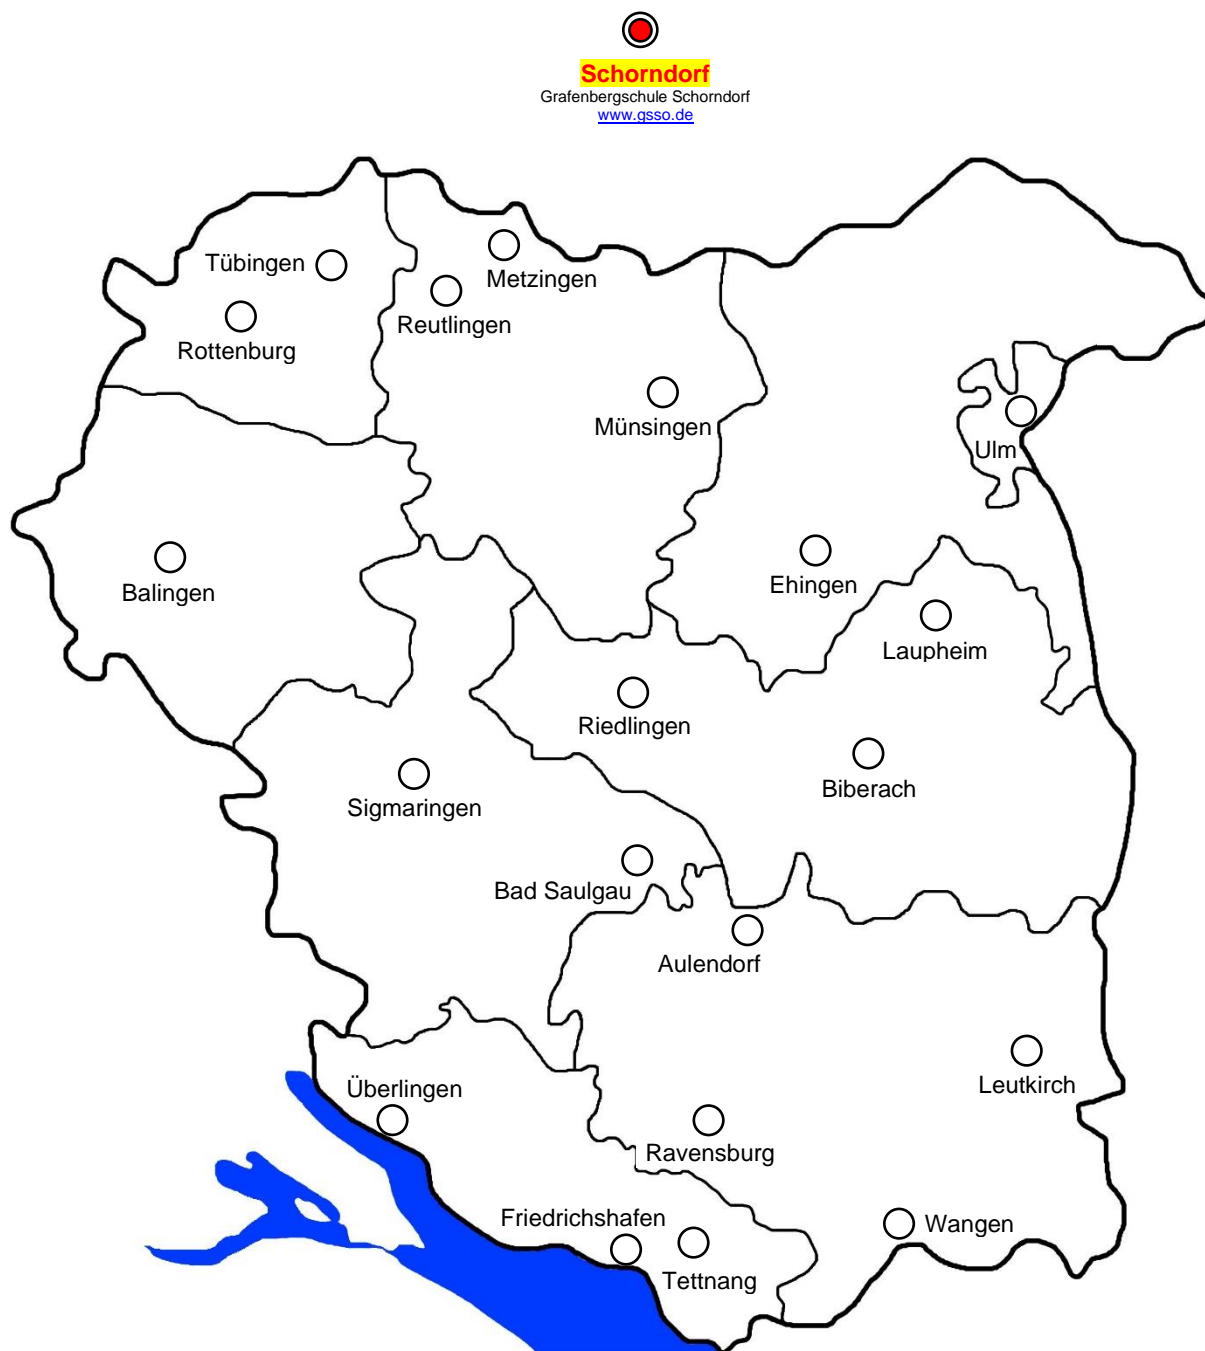 Schorndorf
Grafenbergschule Schorndorf
www.gsso.de
Tübingen
Metzingen
Reutlingen
Rottenburg
Münsingen
Ulm
Balingen
Ehingen
Laupheim
Riedlingen
Biberach
Sigmaringen
Bad Saulgau
Aulendorf
Leutkirch
Überlingen
Ravensburg
Friedrichshafen
Wangen
Tettnang